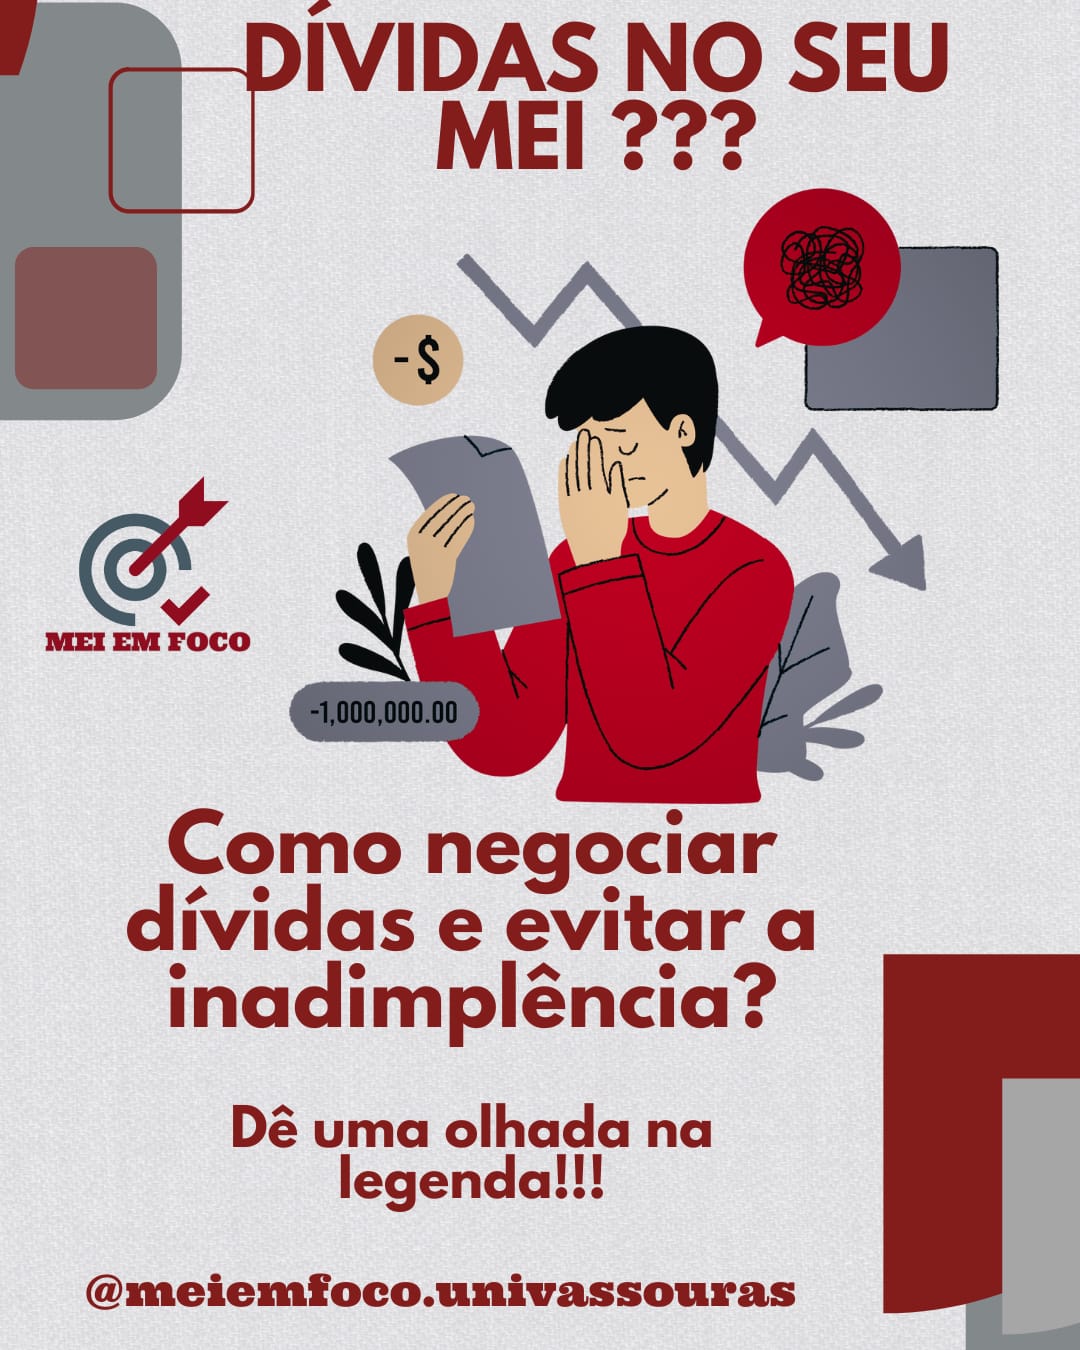 DÍVIDAS NO SEU
MEI ???
- $
MEI EM FOCO
-1,000,000.00
Como negociar
dívidas e evitar a
inadimplência?
Dê uma olhada na
legenda!!!
@meiemfoco.univassouras